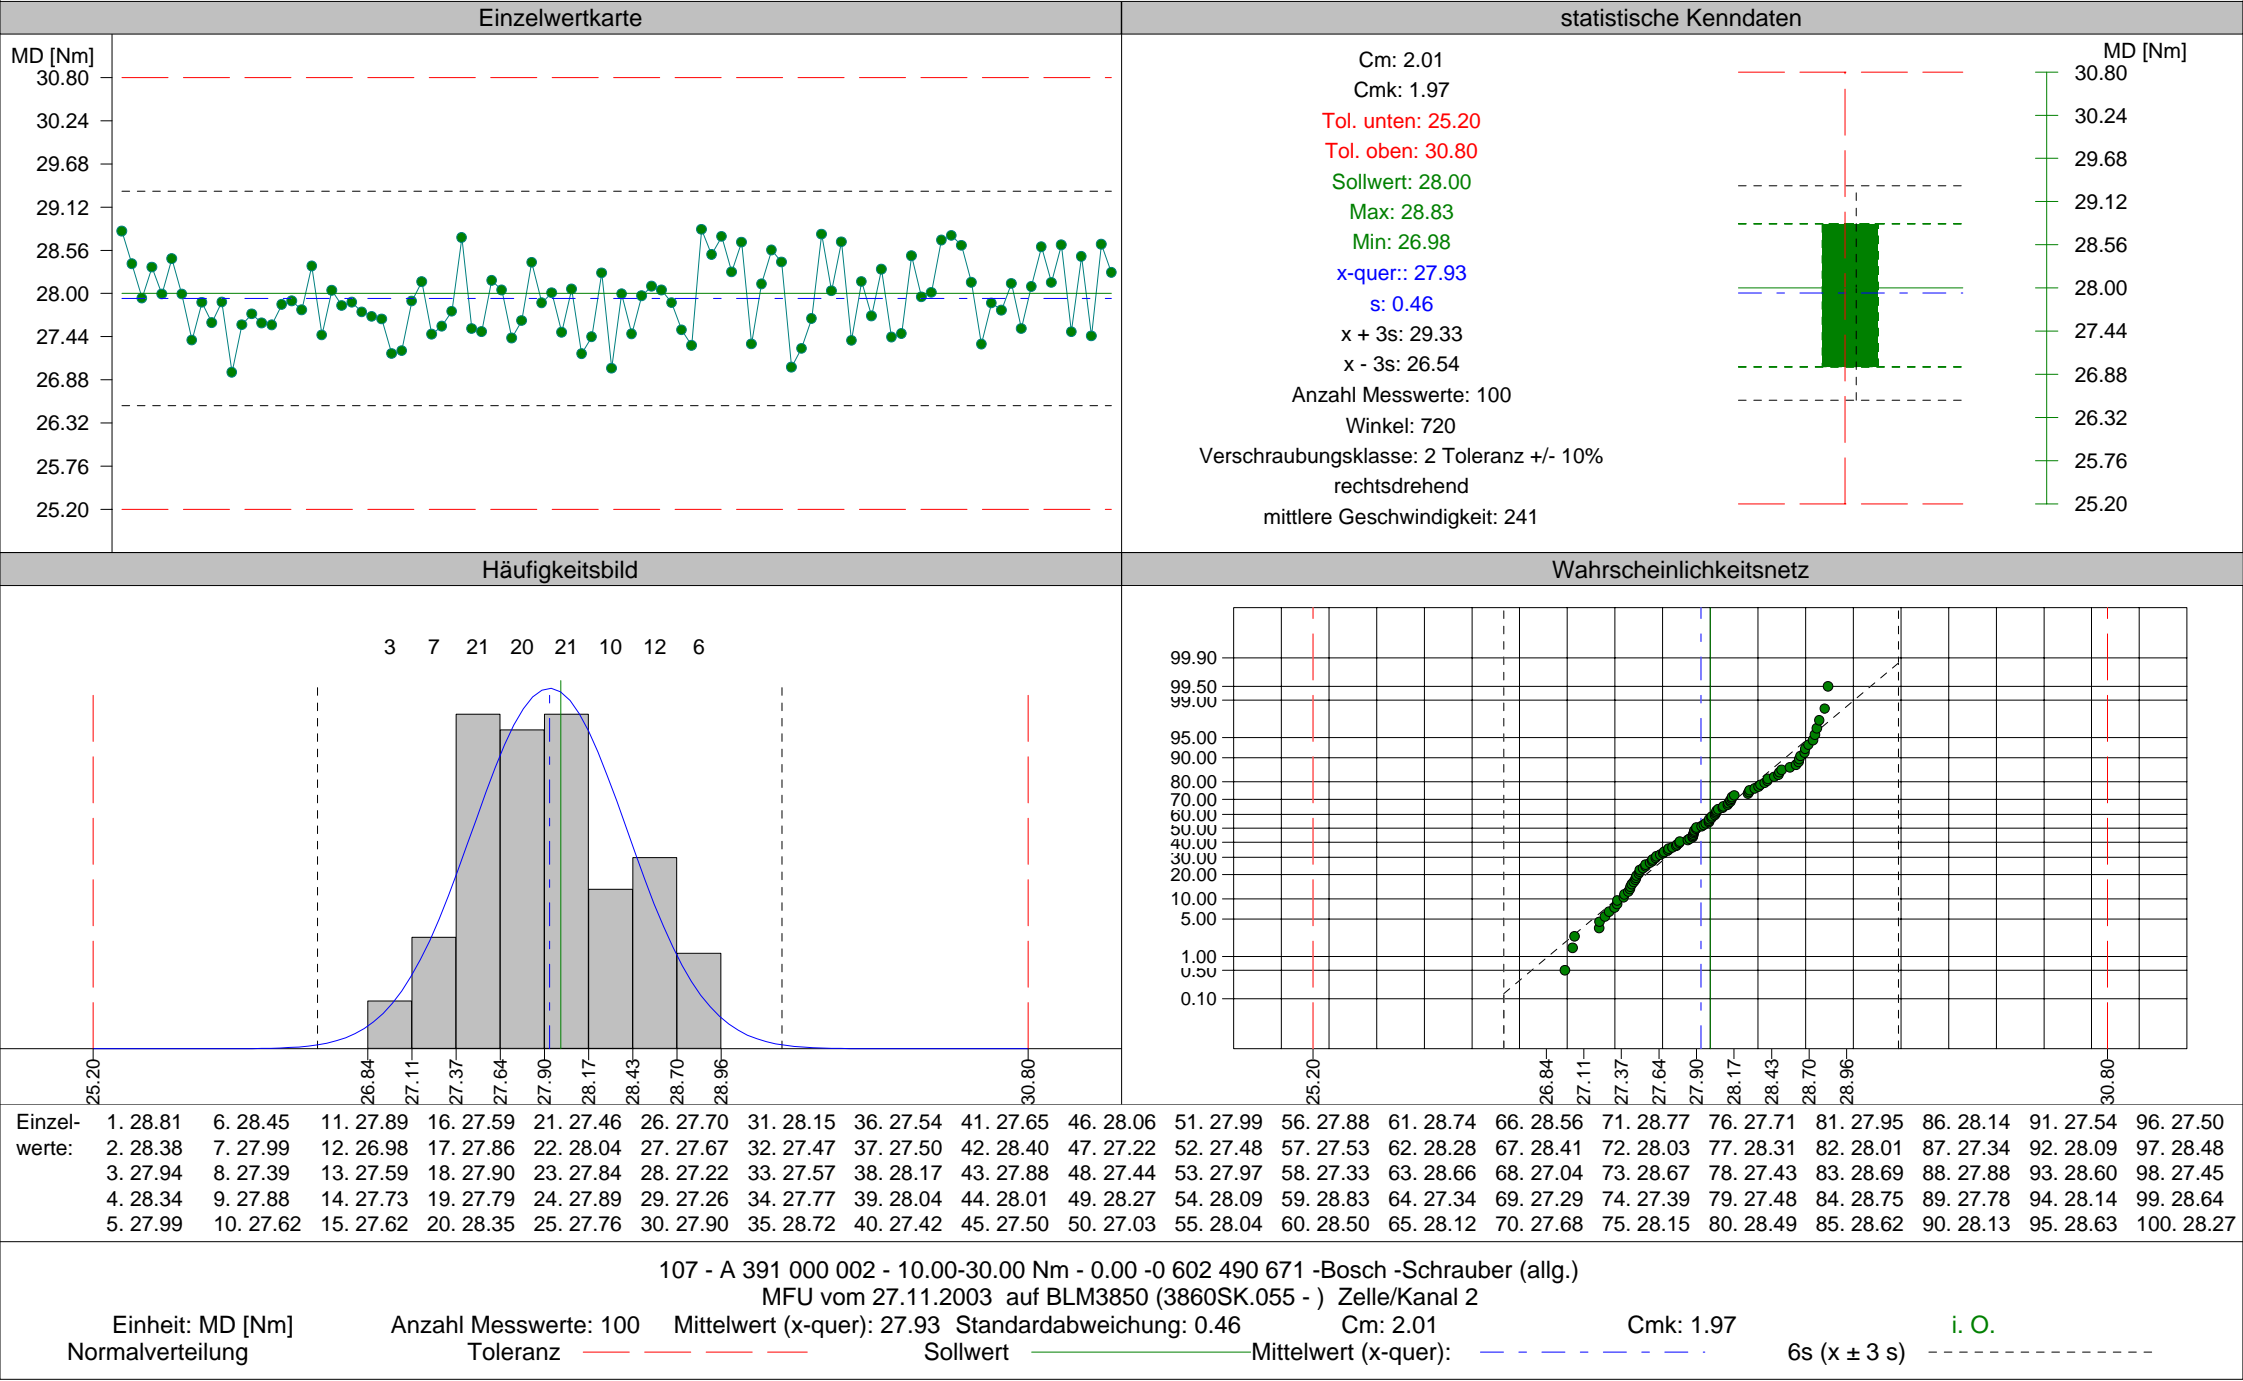 Einzelwertkarte
MD [Nm]
30.80
30.24
29.68
29.12
28.56
28.00
27.44
26.88
26.32
25.76
25.20
statistische Kenndaten
Cm: 2.01
Cmk: 1.97
Tol. unten: 25.20
Tol. oben: 30.80
Sollwert: 28.00
Max: 28.83
Min: 26.98
x-quer:: 27.93
s: 0.46
x + 3s: 29.33
x - 3s: 26.54
Anzahl Messwerte: 100
Winkel: 720
Verschraubungsklasse: 2 Toleranz +/- 10%
rechtsdrehend
mittlere Geschwindigkeit: 241
MD [Nm]
30.80
30.24
29.68
29.12
28.56
28.00
27.44
26.88
26.32
25.76
25.20
Häufigkeitsbild
3 7 21 20 21 10 12 6
25.20 26.84 27.11 27.37 27.64 27.90 28.17 28.43 28.70 28.96 30.80
Wahrscheinlichkeitsnetz
99.90
99.50
99.00
95.00
90.00
80.00
70.00
60.00
50.00
40.00
30.00
20.00
10.00
5.00
1.00
0.50
0.10
25.20 26.84 27.11 27.37 27.64 27.90 28.17 28.43 28.70 28.96 30.80
Einzel- 1. 28.81 6. 28.45 11. 27.89 16. 27.59 21. 27.46 26. 27.70 31. 28.15 36. 27.54 41. 27.65 46. 28.06 51. 27.99 56. 27.88 61. 28.74 66. 28.56 71. 28.77 76. 27.71 81. 27.95 86. 28.14 91. 27.54 96. 27.50
werte: 2. 28.38 7. 27.99 12. 26.98 17. 27.86 22. 28.04 27. 27.67 32. 27.47 37. 27.50 42. 28.40 47. 27.22 52. 27.48 57. 27.53 62. 28.28 67. 28.41 72. 28.03 77. 28.31 82. 28.01 87. 27.34 92. 28.09 97. 28.48
3. 27.94 8. 27.39 13. 27.59 18. 27.90 23. 27.84 28. 27.22 33. 27.57 38. 28.17 43. 27.88 48. 27.44 53. 27.97 58. 27.33 63. 28.66 68. 27.04 73. 28.67 78. 27.43 83. 28.69 88. 27.88 93. 28.60 98. 27.45
4. 28.34 9. 27.88 14. 27.73 19. 27.79 24. 27.89 29. 27.26 34. 27.77 39. 28.04 44. 28.01 49. 28.27 54. 28.09 59. 28.83 64. 27.34 69. 27.29 74. 27.39 79. 27.48 84. 28.75 89. 27.78 94. 28.14 99. 28.64
5. 27.99 10. 27.62 15. 27.62 20. 28.35 25. 27.76 30. 27.90 35. 28.72 40. 27.42 45. 27.50 50. 27.03 55. 28.04 60. 28.50 65. 28.12 70. 27.68 75. 28.15 80. 28.49 85. 28.62 90. 28.13 95. 28.63 100. 28.27
107 - A 391 000 002 - 10.00-30.00 Nm - 0.00 -0 602 490 671 -Bosch -Schrauber (allg.)
MFU vom 27.11.2003 auf BLM3850 (3860SK.055 - ) Zelle/Kanal 2
Einheit: MD [Nm] Anzahl Messwerte: 100 Mittelwert (x-quer): 27.93 Standardabweichung: 0.46 Cm: 2.01 Cmk: 1.97 i. O.
Normalverteilung Toleranz Sollwert Mittelwert (x-quer): 6s (x ± 3 s)